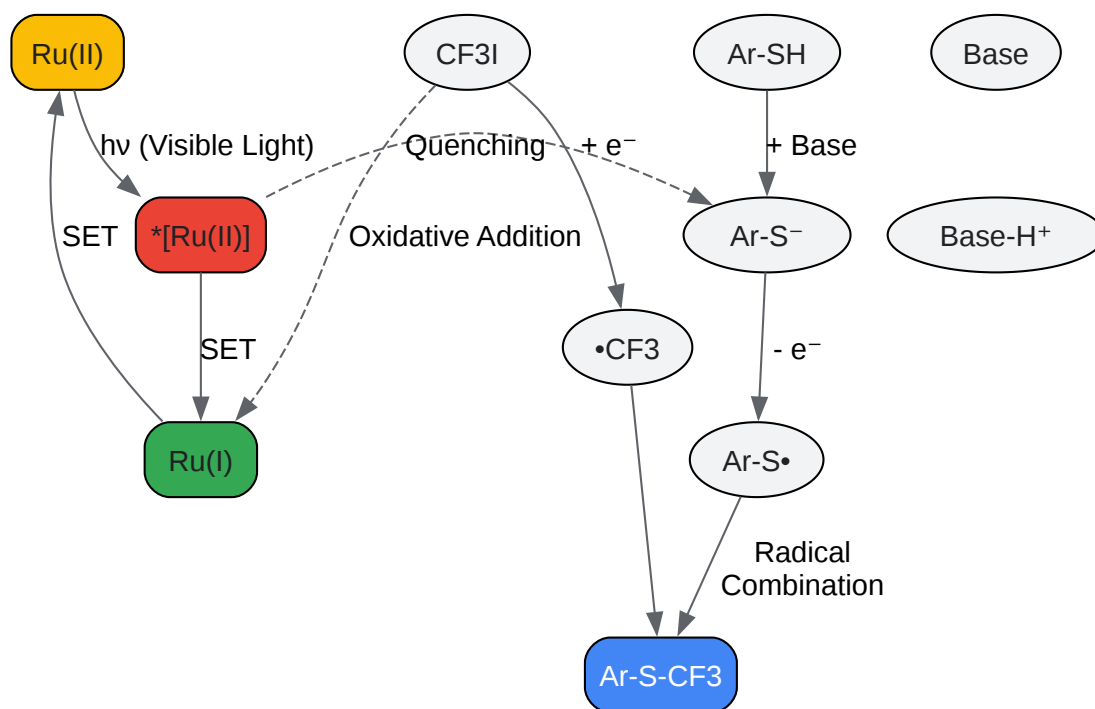 Ru(II)
CF3I
Ar-SH
Base
hν (Visible Light)
Quenching
+ e⁻
+ Base
SET
*[Ru(II)]
Oxidative Addition
Ar-S⁻
Base-H⁺
SET
•CF3
- e⁻
Ru(I)
Ar-S•
Radical
Combination
Ar-S-CF3